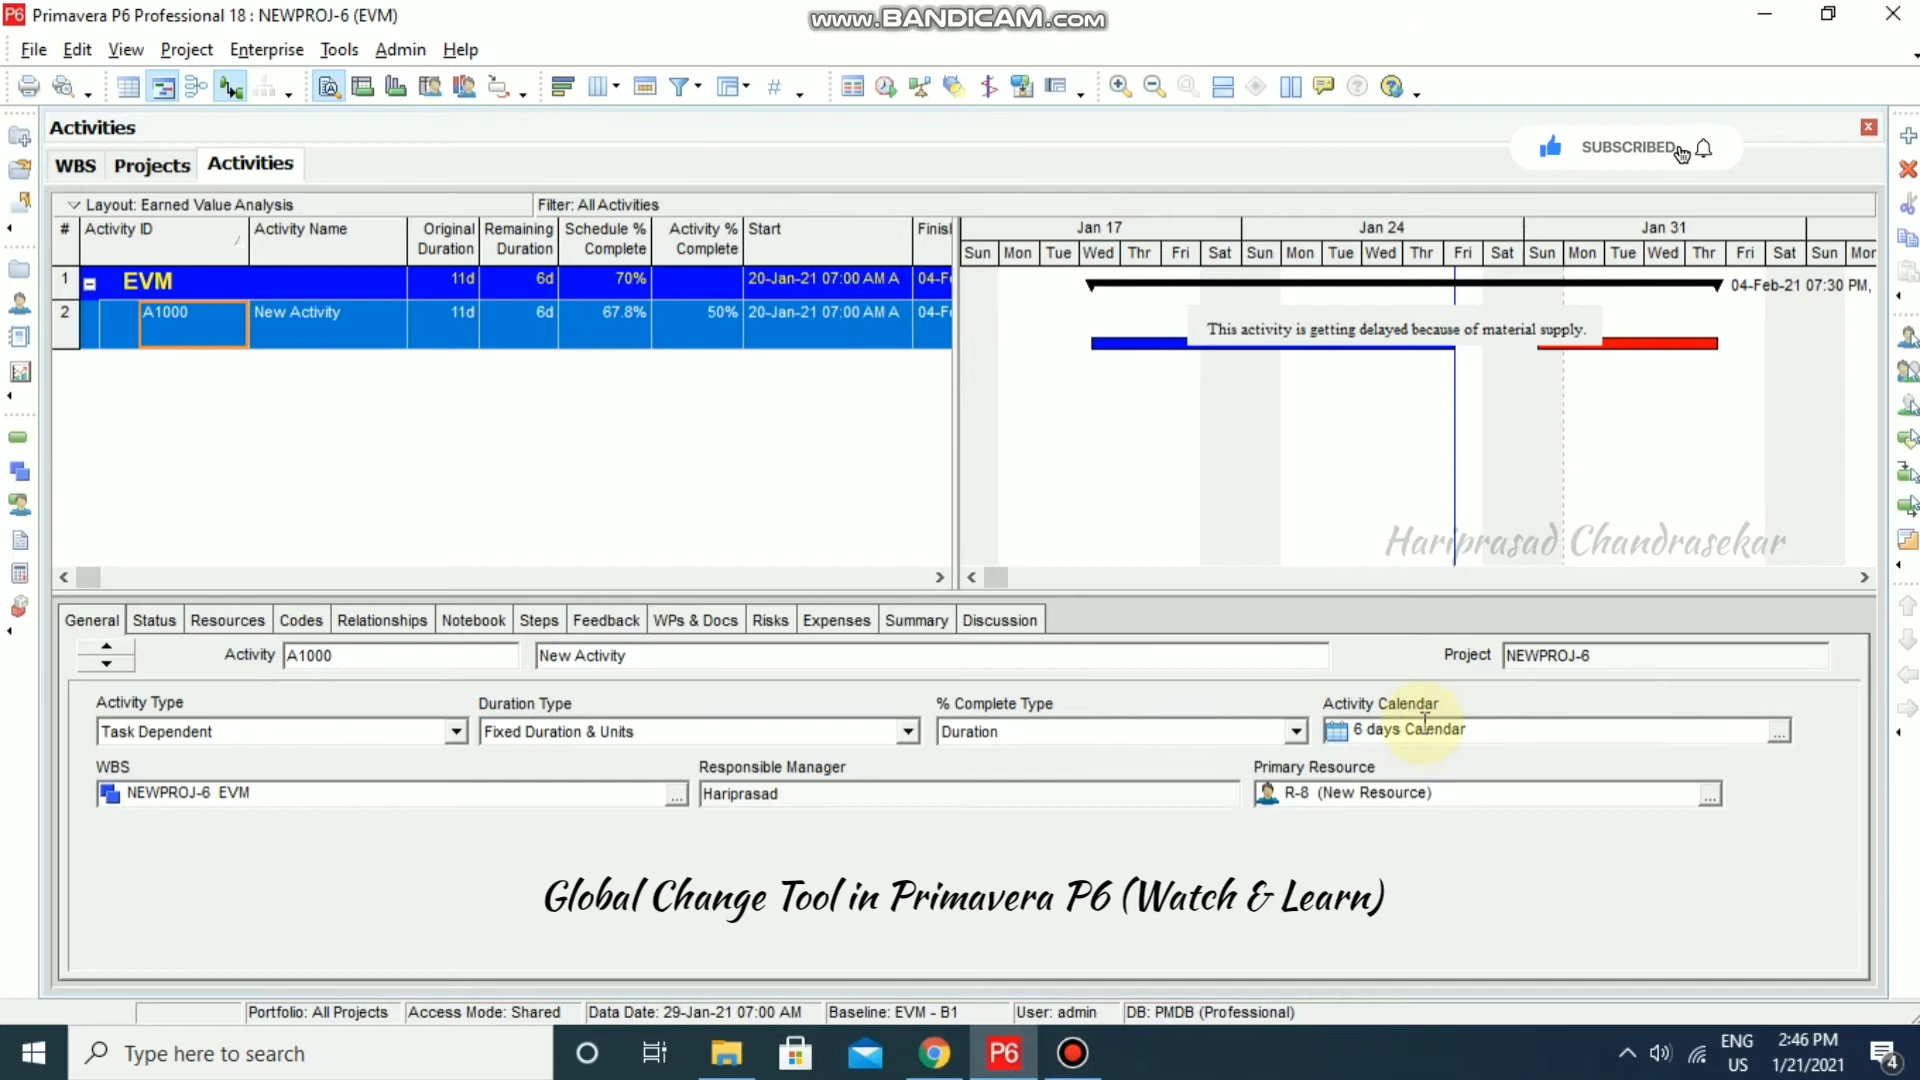 Primavera P6 Professional 18 : NEWPROJ-6 (EVM)
www.BANDICAM.com
File Edit View Project Enterprise Tools Admin Help
Activities
WBS Projects Activities
SUBSCRIBED
Layout: Earned Value Analysis
Filter: All Activities
# Activity ID Activity Name Original Duration Remaining Duration Schedule % Complete Activity % Complete Start
Jan 17 Jan 24 Jan 31
Sun Mon Tue Wed Thr Fri Sat Sun Mon Tue Wed Thr Fri Sat Sun Mon Tue Wed Thr Fri Sat Sun Mor
1 EVM 11d 6d 70% 20-Jan-21 07:00 AM A
04-Feb-21 07:30 PM,
2 A1000 New Activity 11d 6d 67.8% 50% 20-Jan-21 07:00 AM A
This activity is getting delayed because of material supply.
Hariprasad Chandrasekar
General Status Resources Codes Relationships Notebook Steps Feedback WPs & Docs Risks Expenses Summary Discussion
Activity A1000 New Activity Project NEWPROJ-6
Activity Type Duration Type % Complete Type Activity Calendar
Task Dependent Fixed Duration & Units Duration 6 days Calendar
WBS Responsible Manager Primary Resource
NEWPROJ-6 EVM Hariprasad R-8 (New Resource)
Global Change Tool in Primavera P6 (Watch & Learn)
Portfolio: All Projects Access Mode: Shared Data Date: 29-Jan-21 07:00 AM Baseline: EVM - B1 User: admin DB: PMDB (Professional)
Type here to search
P6
ENG
US
2:46 PM
1/21/2021
4